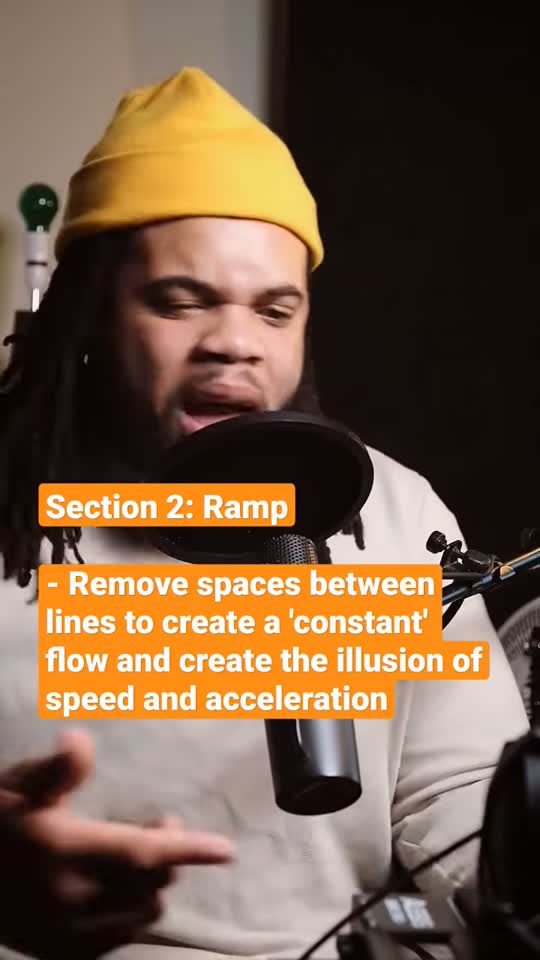 Section 2: Ramp
- Remove spaces between
lines to create a 'constant'
flow and create the illusion of
speed and acceleration